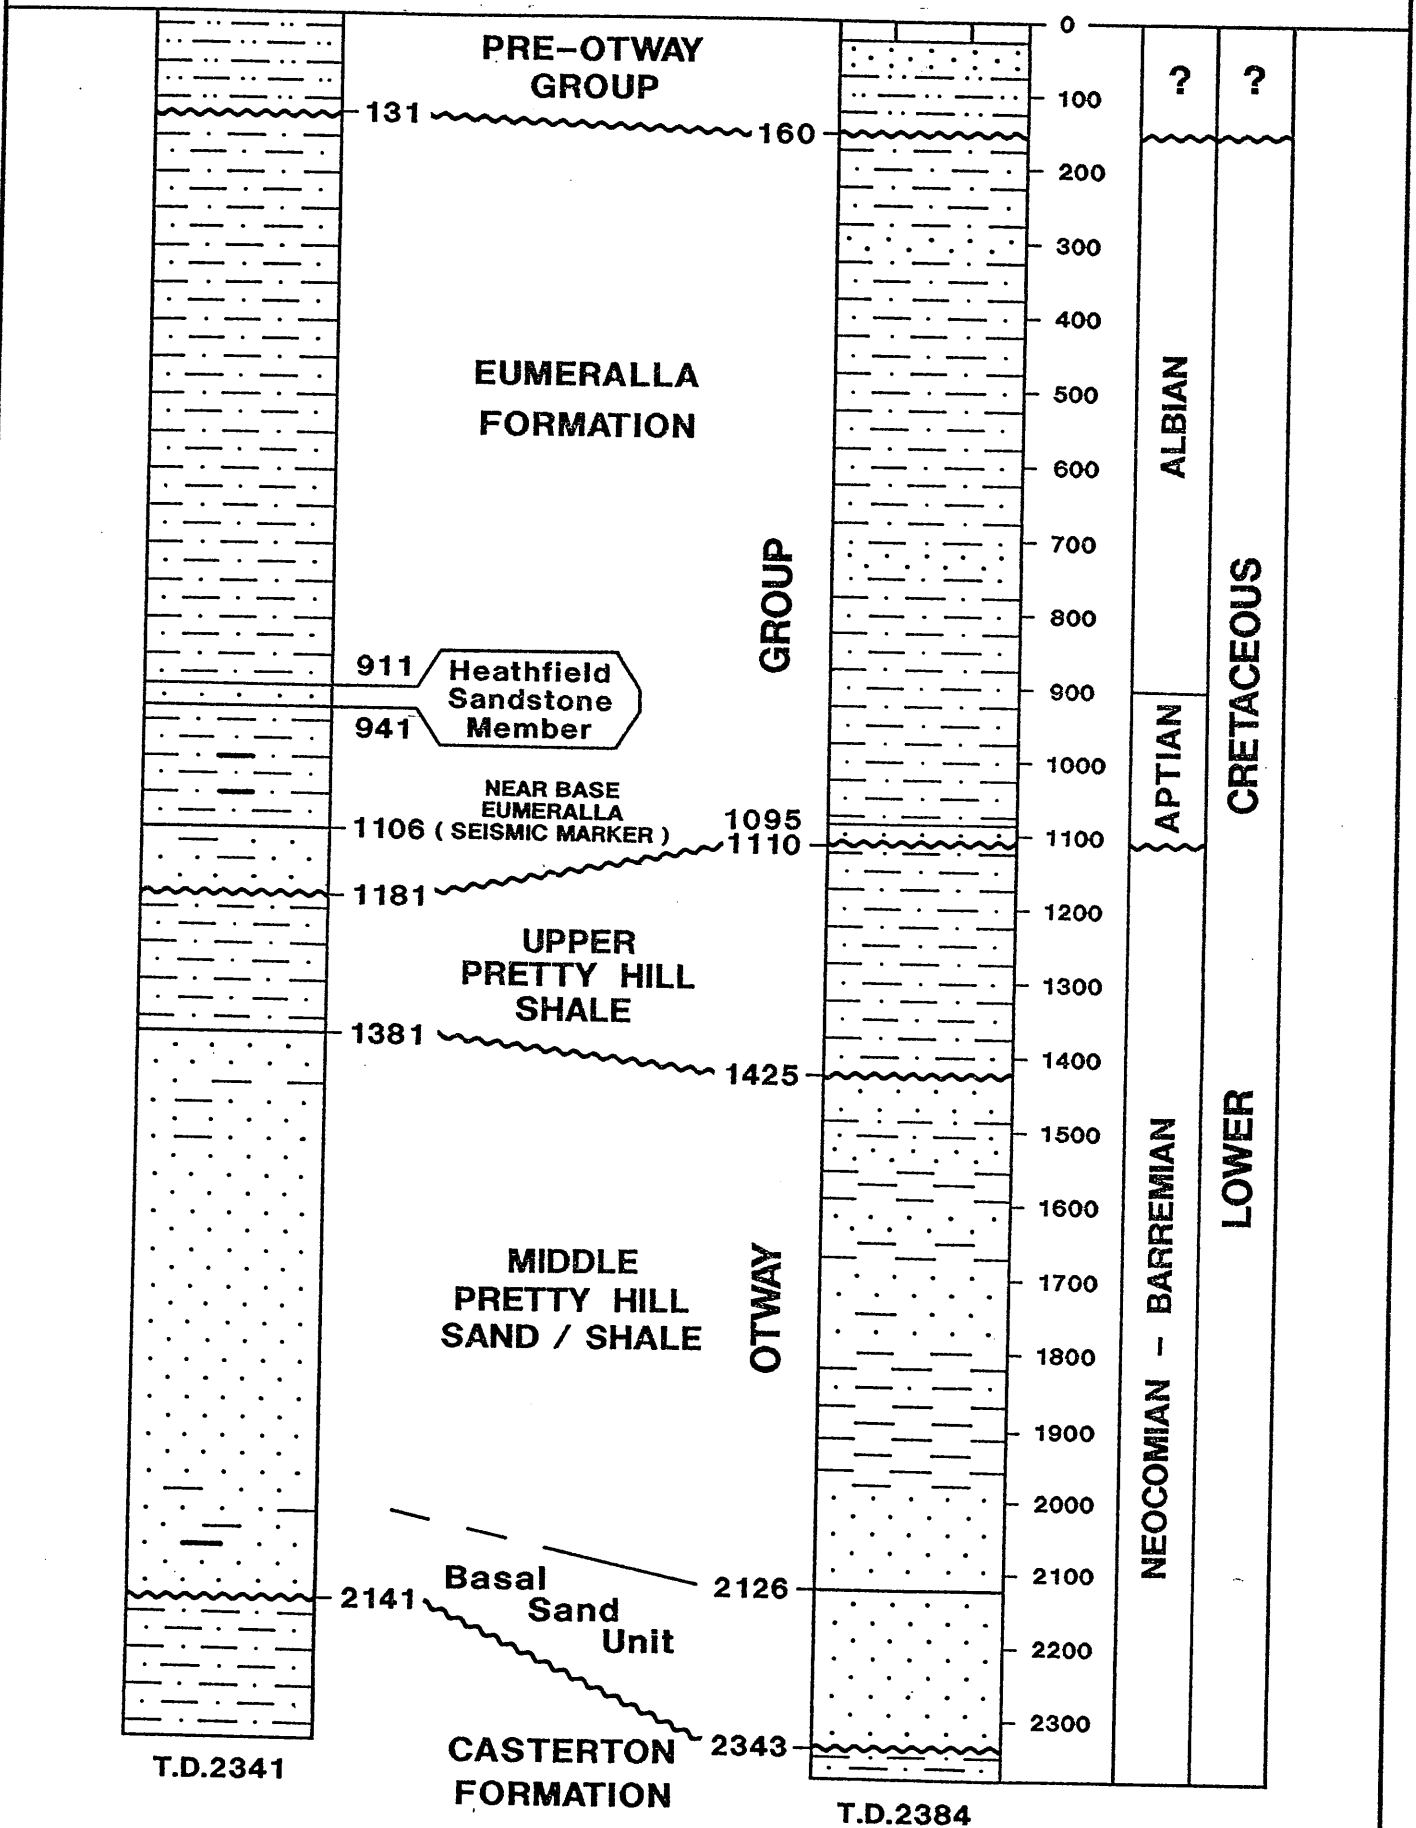 PRE-OTWAY
GROUP
131
160
EUMERALLA
FORMATION
911
Heathfield
Sandstone
Member
941
NEAR BASE
EUMERALLA
1106 ( SEISMIC MARKER )
1095
1110
1181
UPPER
PRETTY HILL
SHALE
1381
1425
MIDDLE
PRETTY HILL
SAND / SHALE
2126
Basal
Sand
Unit
2141
2343
CASTERTON
FORMATION
T.D.2341
T.D.2384
OTWAY GROUP
0
100
200
300
400
500
600
700
800
900
1000
1100
1200
1300
1400
1500
1600
1700
1800
1900
2000
2100
2200
2300
?
?
ALBIAN
APTIAN
NEOCOMIAN - BARREMIAN
LOWER CRETACEOUS